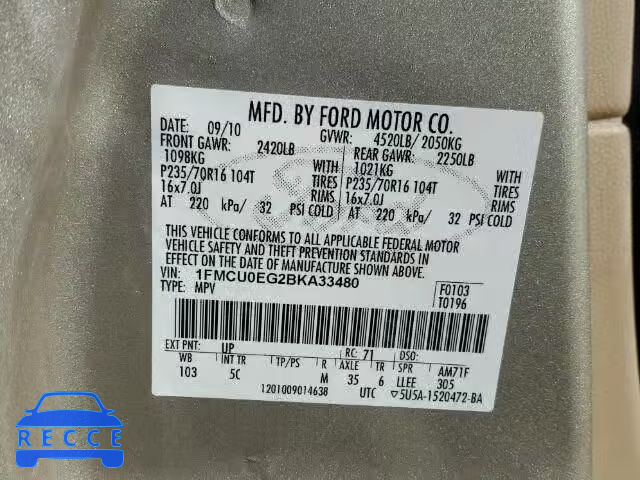 MFD. BY FORD MOTOR CO.
DATE: 09/10 GVWR: 4520LB/ 2050KG
FRONT GAWR: 2420LB REAR GAWR: 2250LB
1098KG WITH 1021KG WITH
P235/70R16 104T TIRES P235/70R16 104T TIRES
16x7.0J RIMS 16x7.0J RIMS
AT 220 kPa/ 32 PSI COLD AT 220 kPa/ 32 PSI COLD
THIS VEHICLE CONFORMS TO ALL APPLICABLE FEDERAL MOTOR
VEHICLE SAFETY AND THEFT PREVENTION STANDARDS IN
EFFECT ON THE DATE OF MANUFACTURE SHOWN ABOVE.
VIN: 1FMCU0EG2BKA33480 F0103
TYPE: MPV T0196
EXT PNT: UP RC: 71 DSO:
WB INT TR TP/PS R AXLE TR SPR AM71F
103 5C M 35 6 LLEE 305
1201009014638 UTC ▽5U5A-1520472-BA
BID.CARS